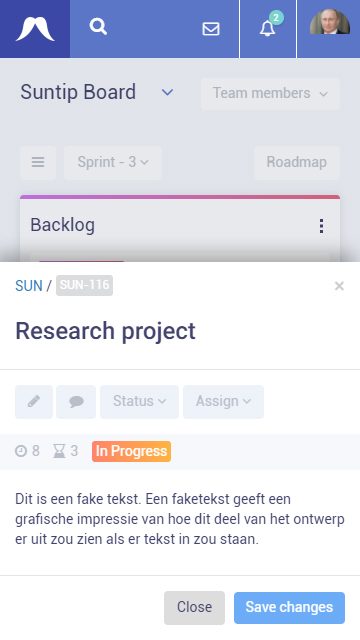 2
Suntip Board
Team members
Sprint - 3
Roadmap
Backlog
SUN / SUN-116
×
Research project
Status
Assign
8 3 In Progress
Dit is een fake tekst. Een faketekst geeft een
grafische impressie van hoe dit deel van het ontwerp
er uit zou zien als er tekst in zou staan.
Close
Save changes